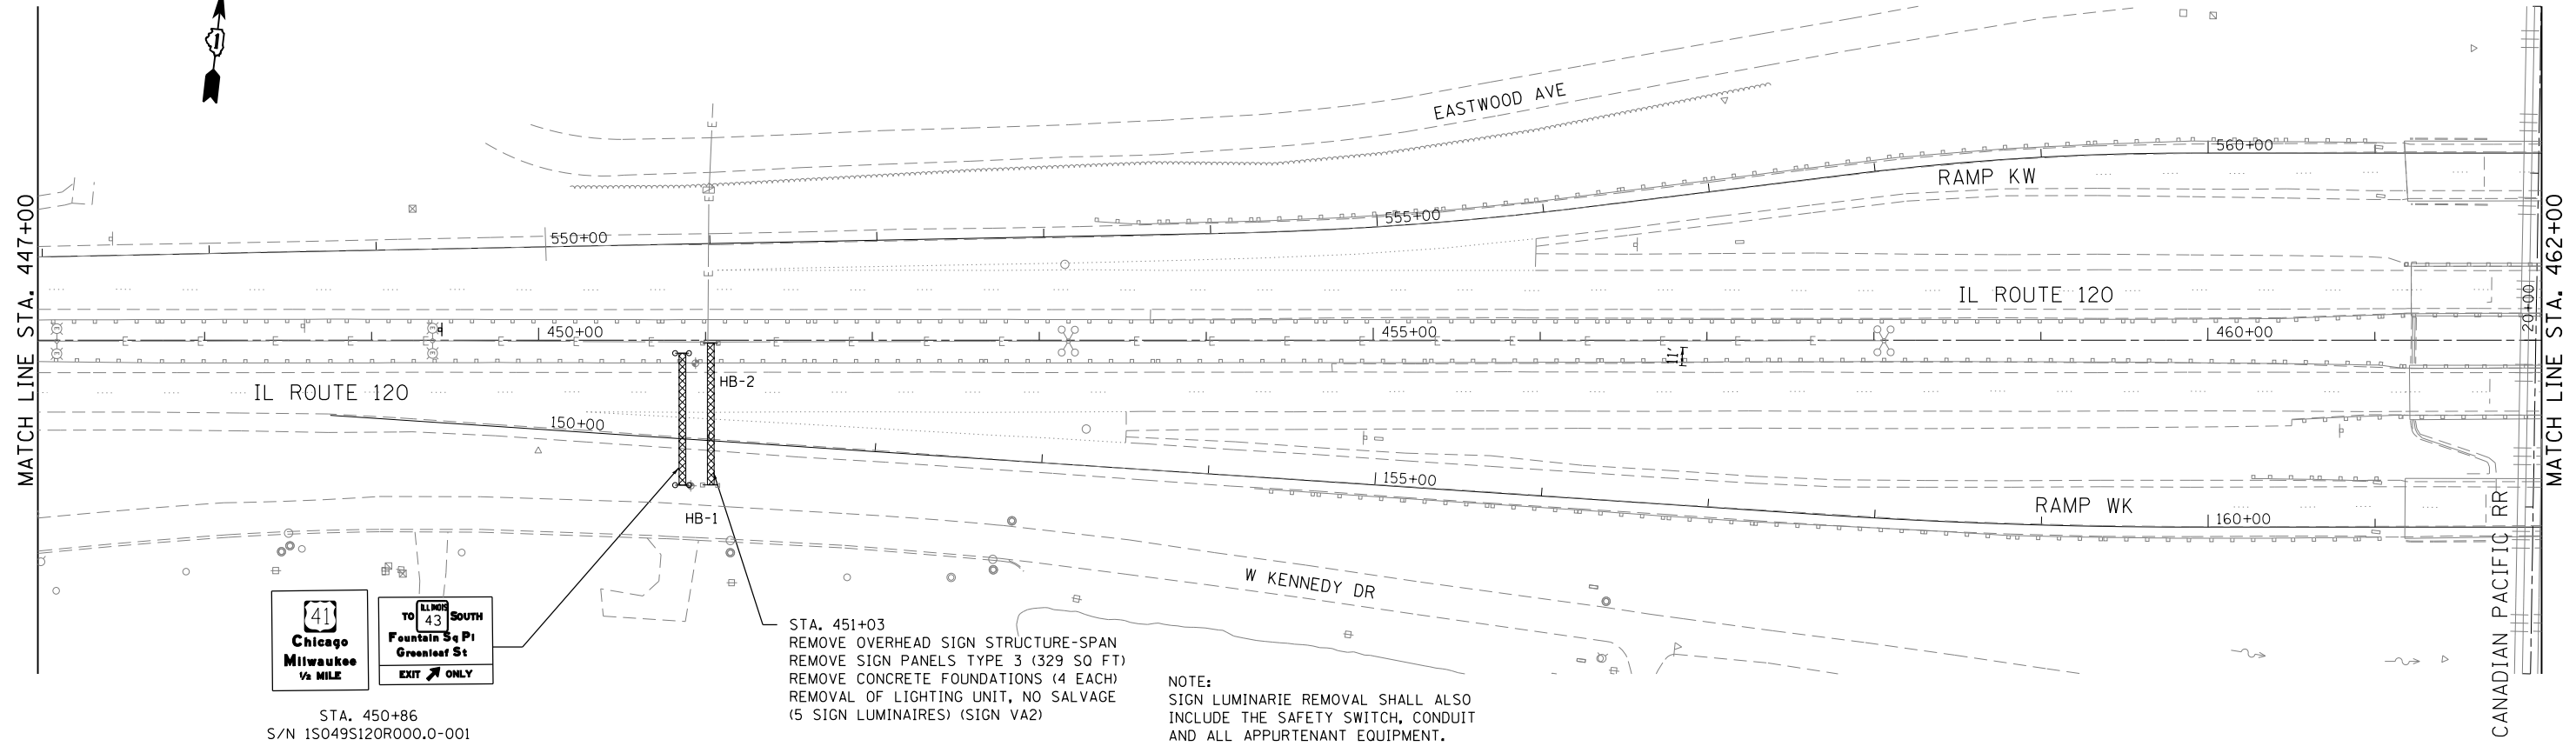 1
EASTWOOD AVE
560+00
RAMP KW
555+00
550+00
MATCH LINE STA. 447+00
MATCH LINE STA. 462+00
IL ROUTE 120
20+00
450+00
455+00
460+00
11'
HB-2
IL ROUTE 120
150+00
155+00
RAMP WK
160+00
HB-1
CANADIAN PACIFIC RR
W KENNEDY DR
41
Chicago
Milwaukee
1/2 MILE
TO ILLINOIS 43 SOUTH
Fountain Sq Pl
Greenleaf St
EXIT ONLY
STA. 450+86
S/N 1S049S120R000.0-001
STA. 451+03
REMOVE OVERHEAD SIGN STRUCTURE-SPAN
REMOVE SIGN PANELS TYPE 3 (329 SQ FT)
REMOVE CONCRETE FOUNDATIONS (4 EACH)
REMOVAL OF LIGHTING UNIT, NO SALVAGE
(5 SIGN LUMINAIRES) (SIGN VA2)
NOTE:
SIGN LUMINARIE REMOVAL SHALL ALSO
INCLUDE THE SAFETY SWITCH, CONDUIT
AND ALL APPURTENANT EQUIPMENT.